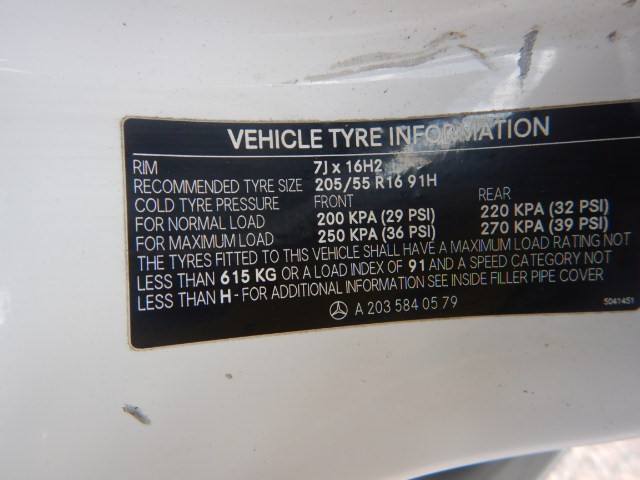 VEHICLE TYRE INFORMATION
RIM 7J x 16H2
RECOMMENDED TYRE SIZE 205/55 R16 91H
COLD TYRE PRESSURE FRONT REAR
FOR NORMAL LOAD 200 KPA (29 PSI) 220 KPA (32 PSI)
FOR MAXIMUM LOAD 250 KPA (36 PSI) 270 KPA (39 PSI)
THE TYRES FITTED TO THIS VEHICLE SHALL HAVE A MAXIMUM LOAD RATING NOT
LESS THAN 615 KG OR A LOAD INDEX OF 91 AND A SPEED CATEGORY NOT
LESS THAN H - FOR ADDITIONAL INFORMATION SEE INSIDE FILLER PIPE COVER
A 203 584 05 79
5041451